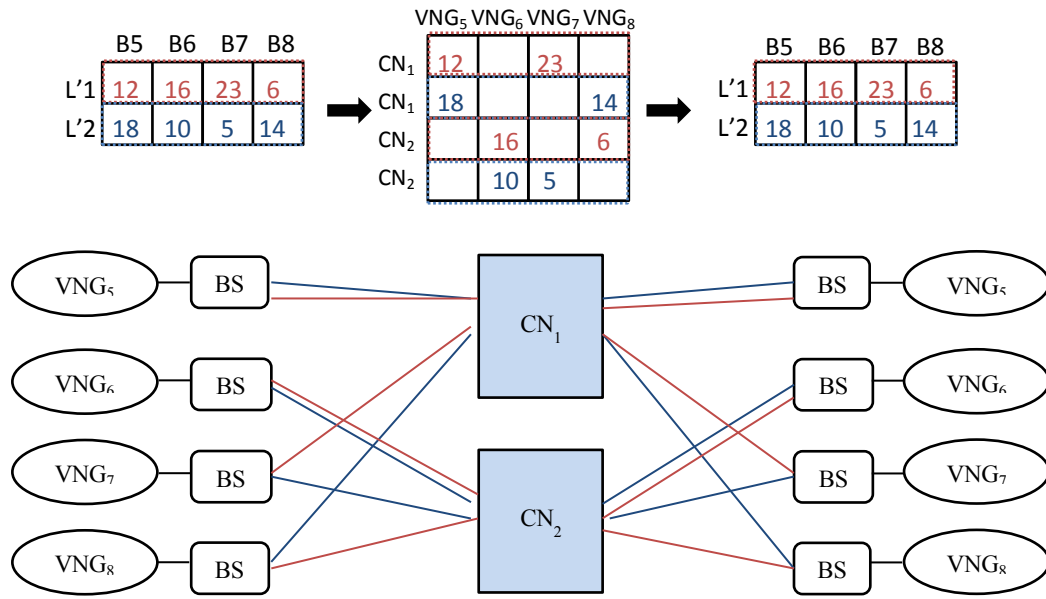 VNG₅ VNG₆ VNG₇ VNG₈
B5 B6 B7 B8
L'1 12 16 23 6
L'2 18 10 5 14
CN₁ 12 23
CN₁ 18 14
CN₂ 16 6
CN₂ 10 5
B5 B6 B7 B8
L'1 12 16 23 6
L'2 18 10 5 14
VNG₅ BS CN₁ BS VNG₅
VNG₆ BS BS VNG₆
VNG₇ BS CN₂ BS VNG₇
VNG₈ BS BS VNG₈